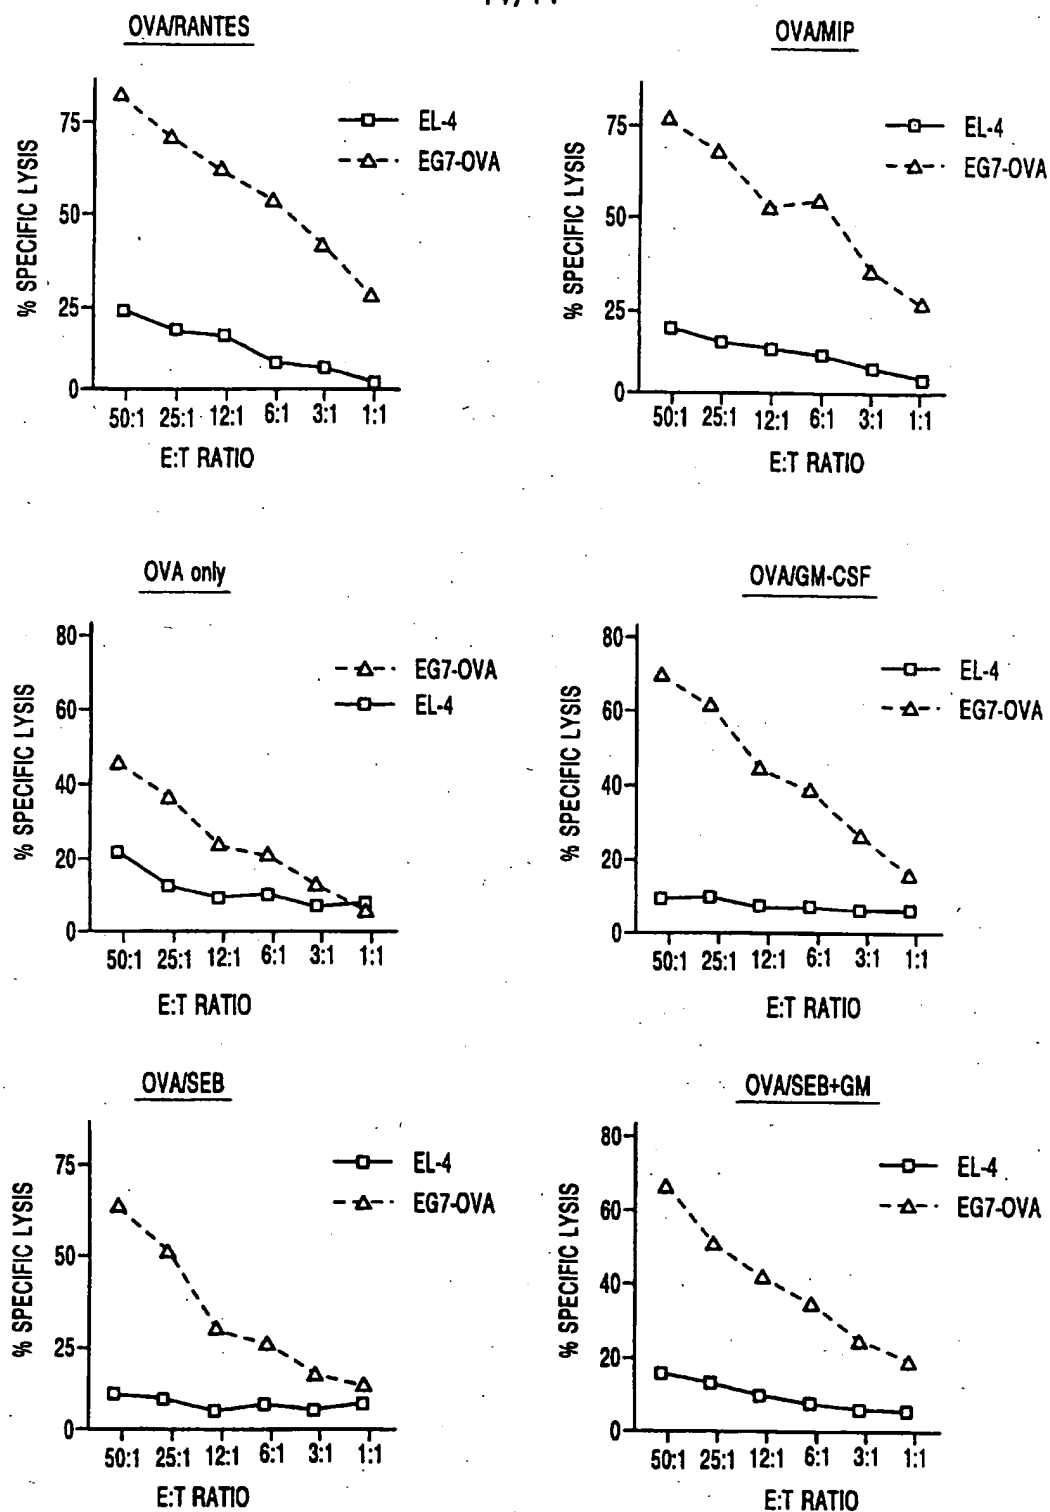 OVA/RANTES
75
50
25
0
% SPECIFIC LYSIS
50:1 25:1 12:1 6:1 3:1 1:1
E:T RATIO
EL-4
EG7-OVA
OVA/MIP
75
50
25
0
% SPECIFIC LYSIS
50:1 25:1 12:1 6:1 3:1 1:1
E:T RATIO
EL-4
EG7-OVA
OVA only
80
60
40
20
0
% SPECIFIC LYSIS
50:1 25:1 12:1 6:1 3:1 1:1
E:T RATIO
EG7-OVA
EL-4
OVA/GM-CSF
80
60
40
20
0
% SPECIFIC LYSIS
50:1 25:1 12:1 6:1 3:1 1:1
E:T RATIO
EL-4
EG7-OVA
OVA/SEB
75
50
25
0
% SPECIFIC LYSIS
50:1 25:1 12:1 6:1 3:1 1:1
E:T RATIO
EL-4
EG7-OVA
OVA/SEB+GM
80
60
40
20
0
% SPECIFIC LYSIS
50:1 25:1 12:1 6:1 3:1 1:1
E:T RATIO
EL-4
EG7-OVA